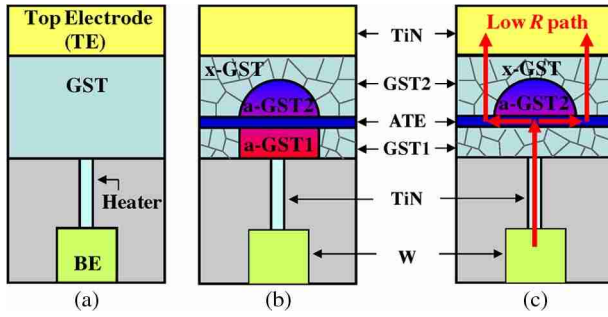 Top Electrode
(TE)
GST
Heater
BE
(a)
x-GST
a-GST2
a-GST1
(b)
TiN
GST2
ATE
GST1
TiN
W
Low R path
x-GST
a-GST2
(c)